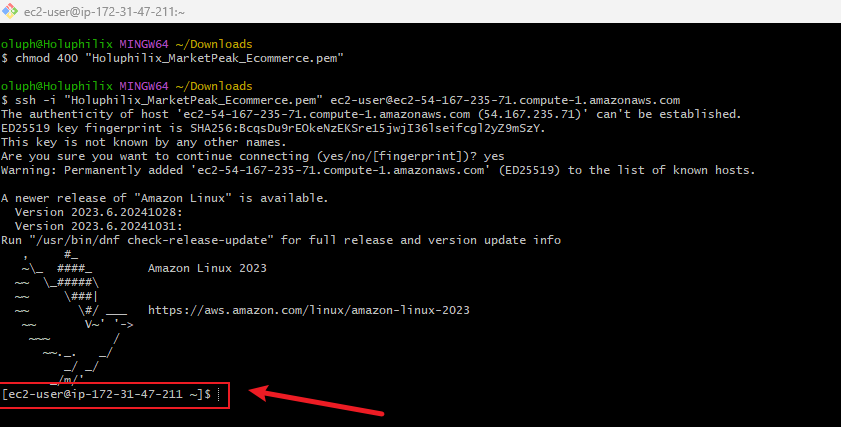 ec2-user@ip-172-31-47-211:~
oluph@Holuphilix MINGW64 ~/Downloads
$ chmod 400 "Holuphilix_MarketPeak_Ecommerce.pem"
oluph@Holuphilix MINGW64 ~/Downloads
$ ssh -i "Holuphilix_MarketPeak_Ecommerce.pem" ec2-user@ec2-54-167-235-71.compute-1.amazonaws.com
The authenticity of host 'ec2-54-167-235-71.compute-1.amazonaws.com (54.167.235.71)' can't be established.
ED25519 key fingerprint is SHA256:BcqsDu9rEOkeNzEKSre15jwjI36lseifcgl2yZ9mSzY.
This key is not known by any other names.
Are you sure you want to continue connecting (yes/no/[fingerprint])? yes
Warning: Permanently added 'ec2-54-167-235-71.compute-1.amazonaws.com' (ED25519) to the list of known hosts.
A newer release of "Amazon Linux" is available.
  Version 2023.6.20241028:
  Version 2023.6.20241031:
Run "/usr/bin/dnf check-release-update" for full release and version update info
   ,     #_
   ~\_  ####_        Amazon Linux 2023
  ~~  \_#####\
  ~~     \###|
  ~~       \#/ ___   https://aws.amazon.com/linux/amazon-linux-2023
   ~~       V~' '->
    ~~~         /
      ~~._.   _/
         _/ _/
       _/m/'
[ec2-user@ip-172-31-47-211 ~]$